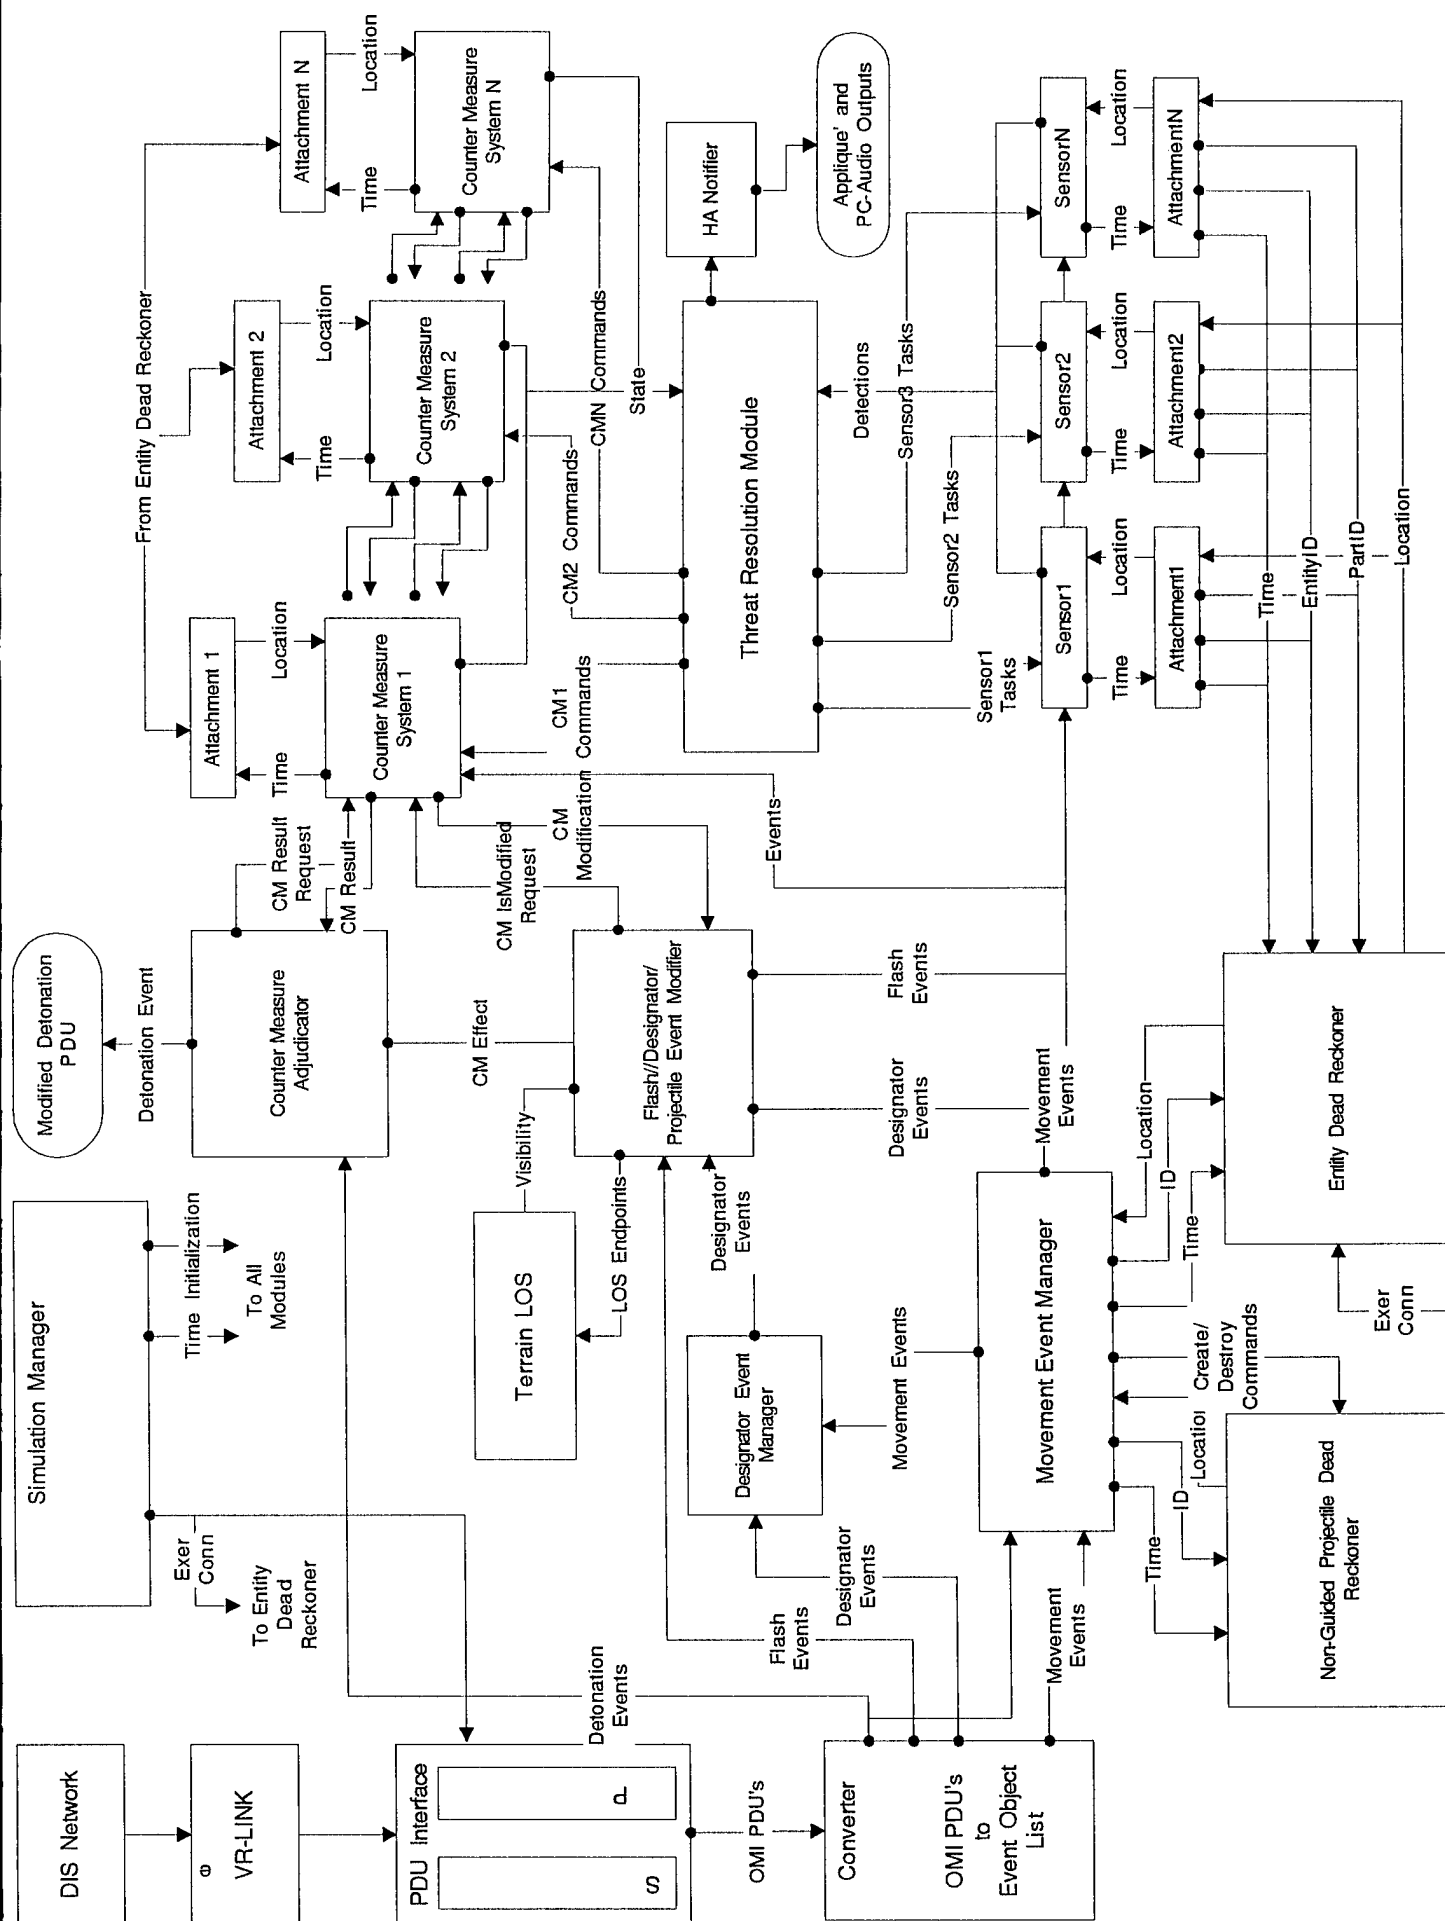 DIS Network
e
VR-LINK
PDU Interface
S
d
OMI PDU's
Converter
OMI PDU's
to
Event Object
List
Simulation Manager
Exer
Conn
To Entity
Dead
Reckoner
Time Initialization
To All
Modules
Detonation
Events
Flash
Events
Designator
Events
Movement
Events
Modified Detonation
PDU
Detonation Event
Counter Measure
Adjudicator
CM Result
Request
CM Result
CM Effect
Terrain LOS
Visibility
LOS Endpoints
Flash//Designator/
Projectile Event Modifier
CM IsModified
Request
CM
Modification Commands
Designator
Events
Designator Event
Manager
Movement Events
Movement Event Manager
Designator
Events
Flash
Events
Movement
Events
Events
Time
ID
Location
Create/
Destroy
Commands
Non-Guided Projectile Dead
Reckoner
Time
ID
Location
Exer
Conn
Entity Dead Reckoner
From Entity Dead Reckoner
Attachment 1
Time
Location
Counter Measure
System 1
Attachment 2
Time
Location
Counter Measure
System 2
Attachment N
Time
Location
Counter Measure
System N
CM1
CM2 Commands
CMN Commands
State
Threat Resolution Module
HA Notifier
Applique' and
PC-Audio Outputs
Detections
Sensor1
Tasks
Sensor2 Tasks
Sensor3 Tasks
Sensor1
Time
Location
Attachment1
Sensor2
Time
Location
Attachment2
SensorN
Time
Location
AttachmentN
Time
EntityID
PartID
Location